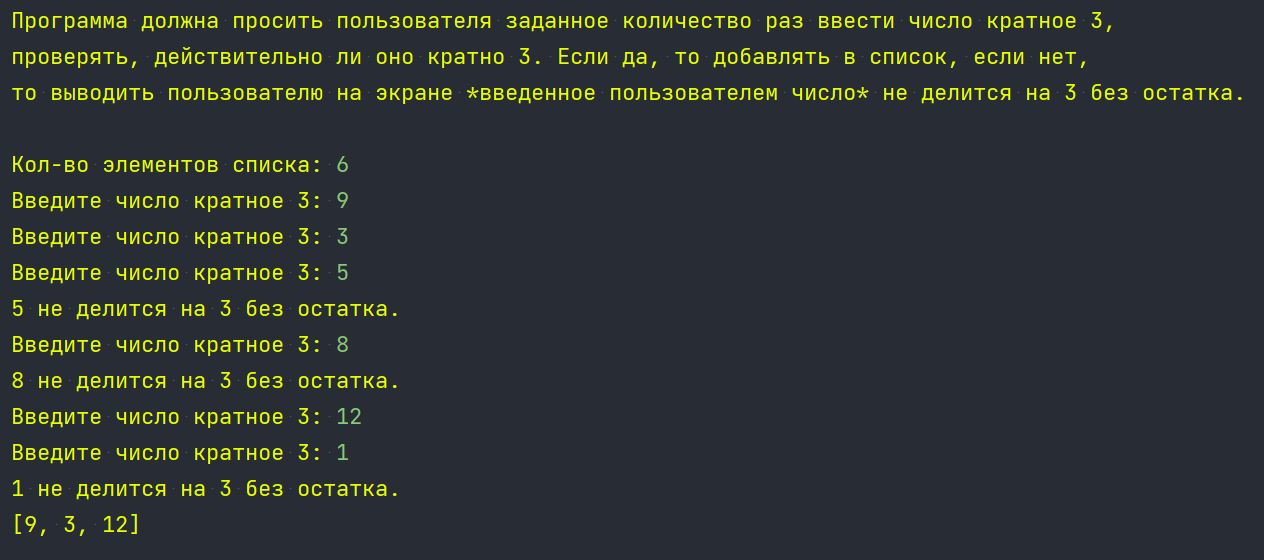 Программа должна просить пользователя заданное количество раз ввести число кратное 3,
проверять, действительно ли оно кратно 3. Если да, то добавлять в список, если нет,
то выводить пользователю на экране *введенное пользователем число* не делится на 3 без остатка.
Кол-во элементов списка: 6
Введите число кратное 3: 9
Введите число кратное 3: 3
Введите число кратное 3: 5
5 не делится на 3 без остатка.
Введите число кратное 3: 8
8 не делится на 3 без остатка.
Введите число кратное 3: 12
Введите число кратное 3: 1
1 не делится на 3 без остатка.
[9, 3, 12]